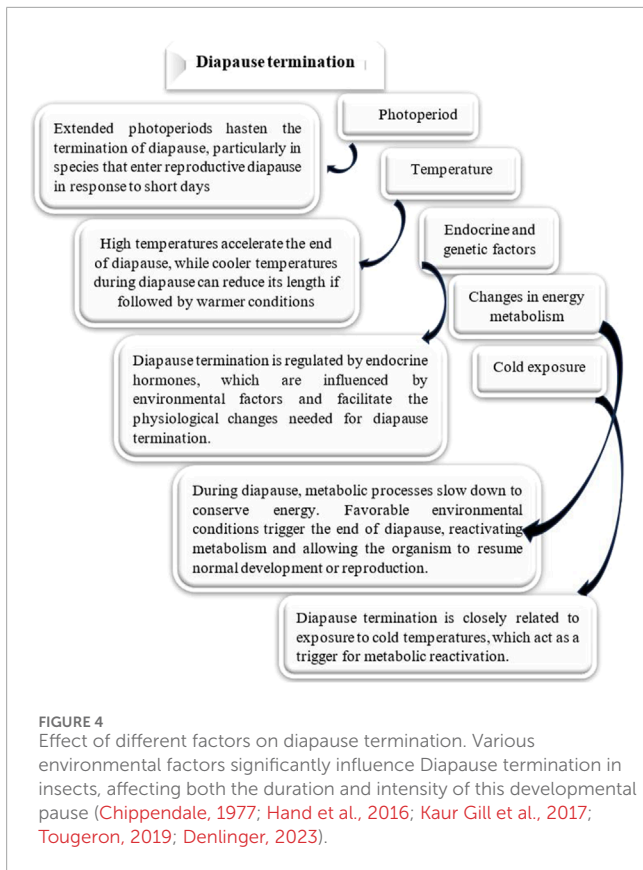 Diapause termination
Photoperiod
Extended photoperiods hasten the
termination of diapause, particularly in
species that enter reproductive diapause
in response to short days
Temperature
High temperatures accelerate the end
of diapause, while cooler temperatures
during diapause can reduce its length if
followed by warmer conditions
Endocrine and
genetic factors
Diapause termination is regulated by endocrine
hormones, which are influenced by
environmental factors and facilitate the
physiological changes needed for diapause
termination.
Changes in energy
metabolism
During diapause, metabolic processes slow down to
conserve energy. Favorable environmental
conditions trigger the end of diapause, reactivating
metabolism and allowing the organism to resume
normal development or reproduction.
Cold exposure
Diapause termination is closely related to
exposure to cold temperatures, which act as a
trigger for metabolic reactivation.
FIGURE 4
Effect of different factors on diapause termination. Various
environmental factors significantly influence Diapause termination in
insects, affecting both the duration and intensity of this developmental
pause (Chippendale, 1977; Hand et al., 2016; Kaur Gill et al., 2017;
Tougeron, 2019; Denlinger, 2023).